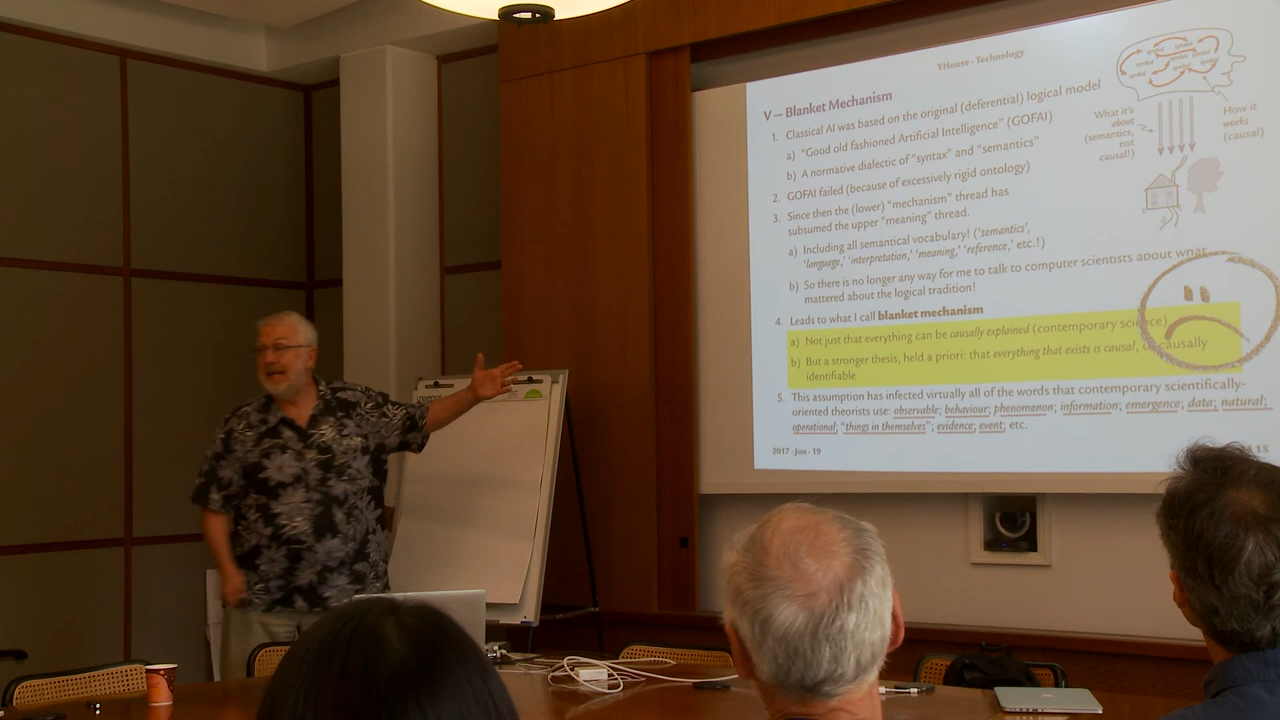 YHouse - Technology
V — Blanket Mechanism
1. Classical AI was based on the original (deferential) logical model
a) "Good old fashioned Artificial Intelligence" (GOFAI)
b) A normative dialectic of "syntax" and "semantics"
2. GOFAI failed (because of excessively rigid ontology)
3. Since then the (lower) "mechanism" thread has
subsumed the upper "meaning" thread.
a) Including all semantical vocabulary! ('semantics',
'language,' 'interpretation,' 'meaning,' 'reference,' etc.!)
b) So there is no longer any way for me to talk to computer scientists about what
mattered about the logical tradition!
4. Leads to what I call blanket mechanism
a) Not just that everything can be causally explained (contemporary science)
b) But a stronger thesis, held a priori: that everything that exists is causal, causally
identifiable
5. This assumption has infected virtually all of the words that contemporary scientifically-
oriented theorists use: observable; behaviour; phenomenon; information; emergence; data; natural;
operational; "things in themselves"; evidence; event; etc.
2017 - Jun - 19
symbol symbol symbol
symbol symbol symbol
What it's
about
(semantics,
not
causal!)
How it
works
(causal)